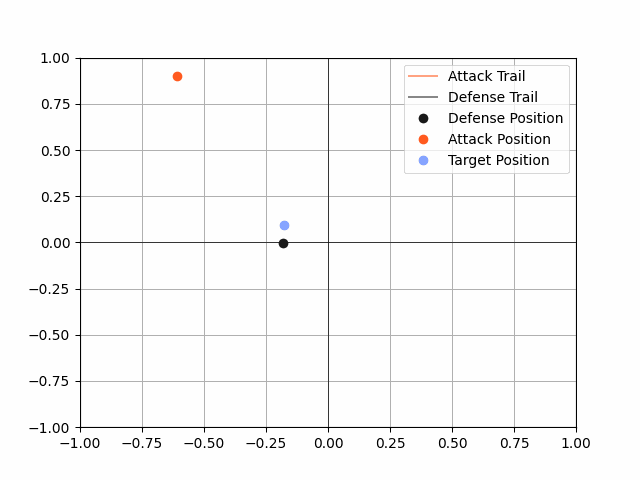 1.00
0.75
0.50
0.25
0.00
−0.25
−0.50
−0.75
−1.00
−1.00 −0.75 −0.50 −0.25 0.00 0.25 0.50 0.75 1.00
Attack Trail
Defense Trail
Defense Position
Attack Position
Target Position